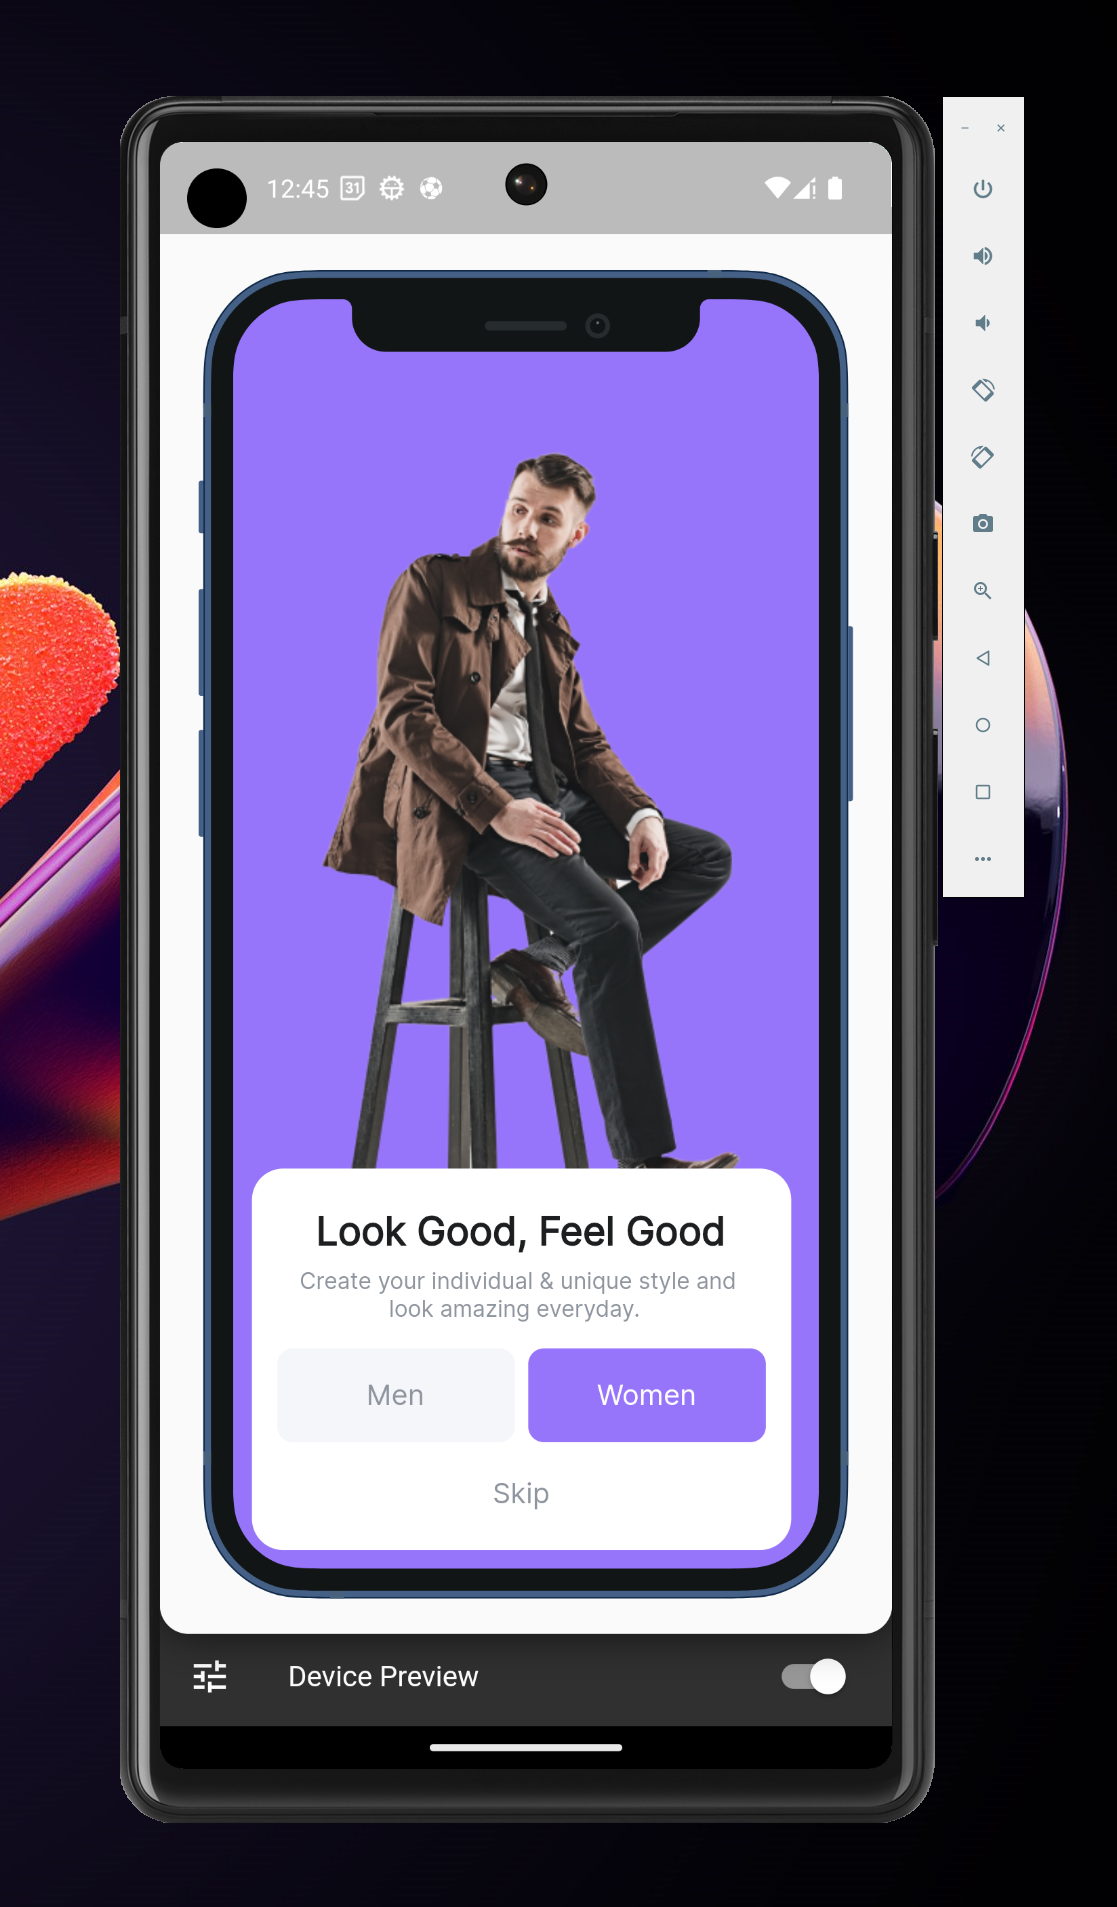 12:45 31
Look Good, Feel Good
Create your individual & unique style and
look amazing everyday.
Men Women
Skip
Device Preview